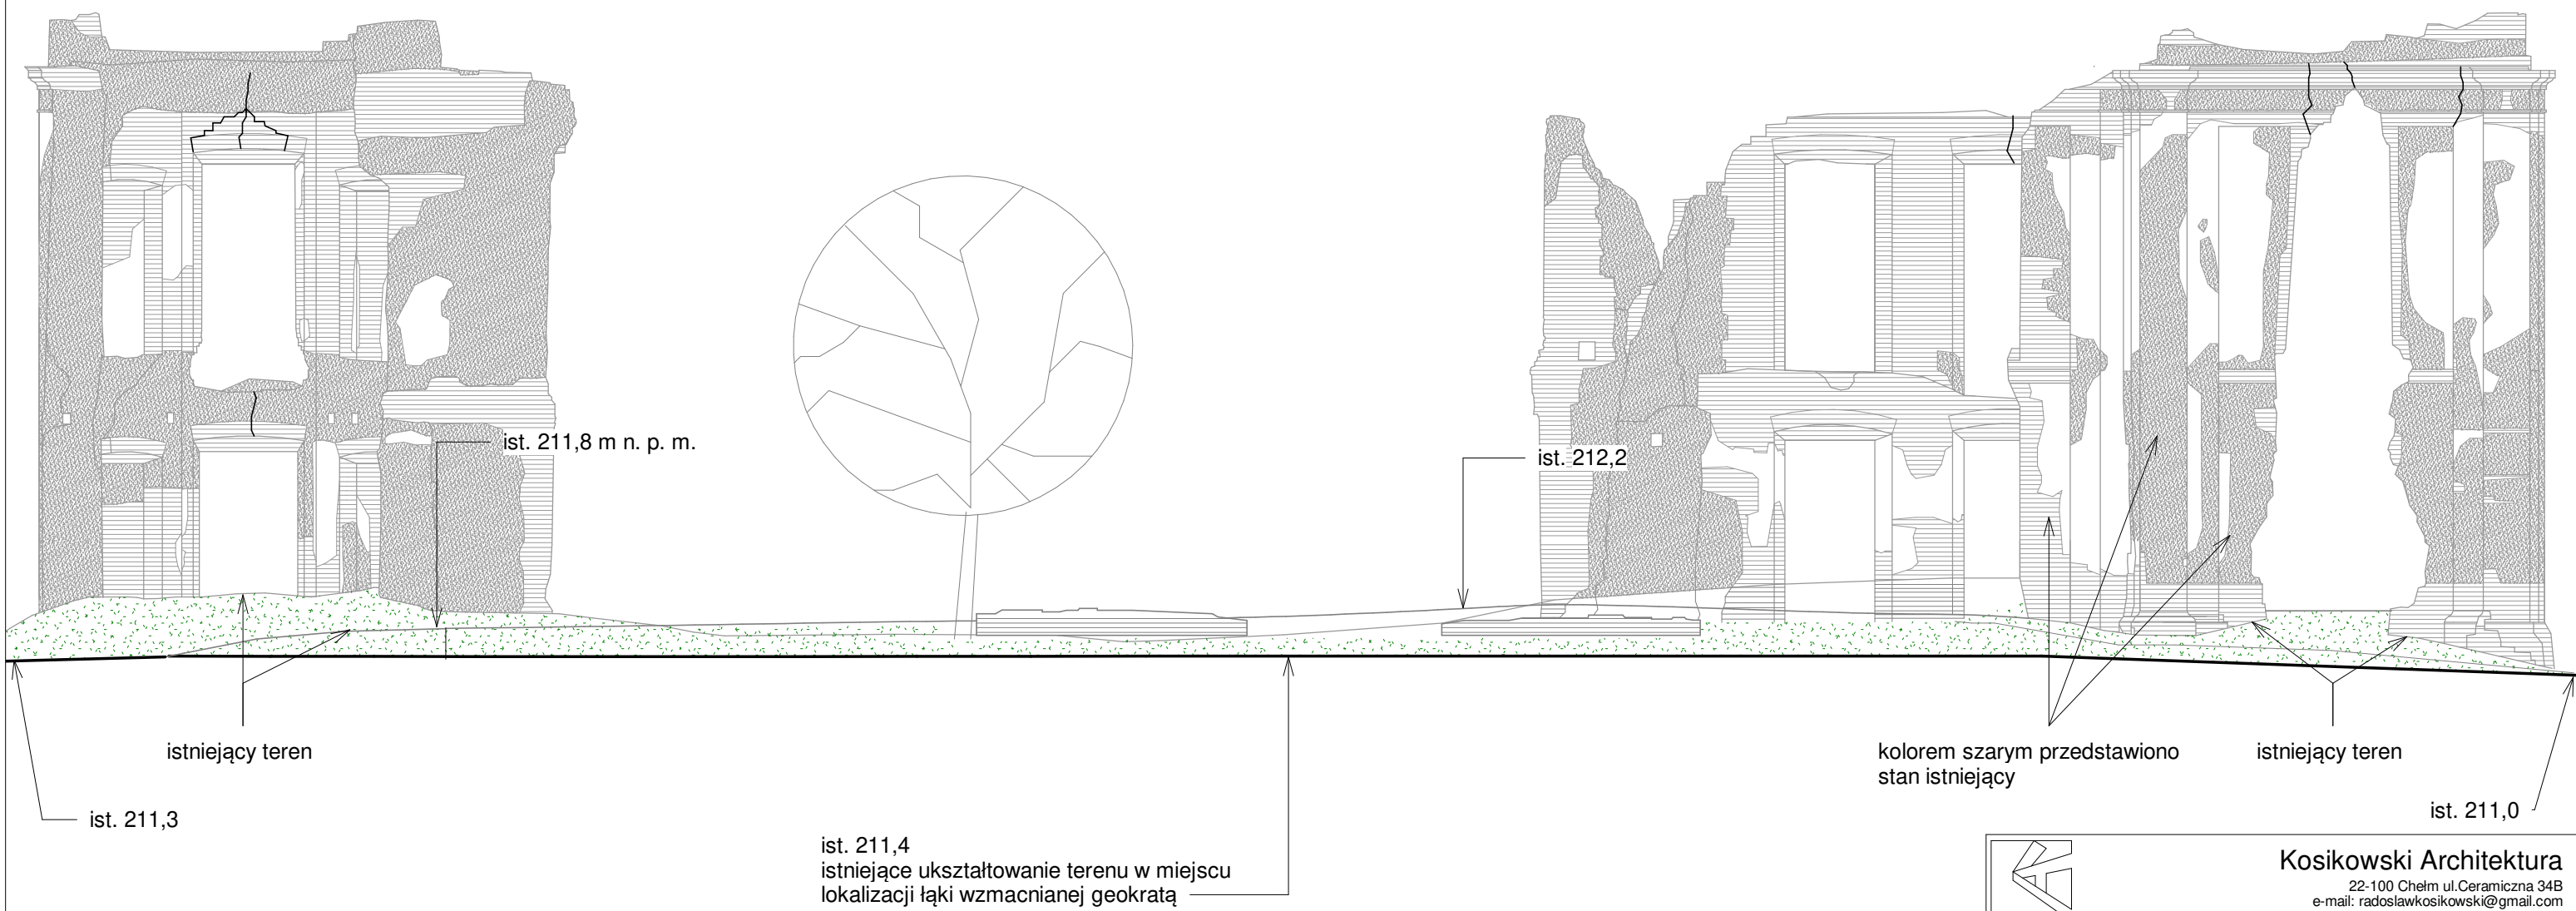 ist. 211,8 m n. p. m.
ist. 212,2
istniejący teren
kolorem szarym przedstawiono
stan istniejący
istniejący teren
ist. 211,3
ist. 211,0
ist. 211,4
istniejące ukształtowanie terenu w miejscu
lokalizacji łąki wzmacnianej geokratą
Kosikowski Architektura
22-100 Chełm ul.Ceramiczna 34B
e-mail: radoslawkosikowski@gmail.com